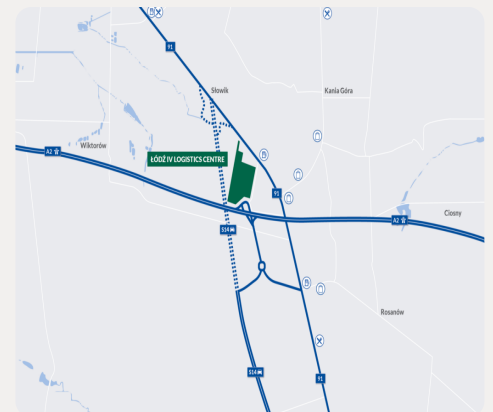 91
Słowik
Kania Góra
Wiktorów
A2
ŁÓDŹ IV LOGISTICS CENTRE
91
Ciosny
A2
S14
Rosanów
S14
91